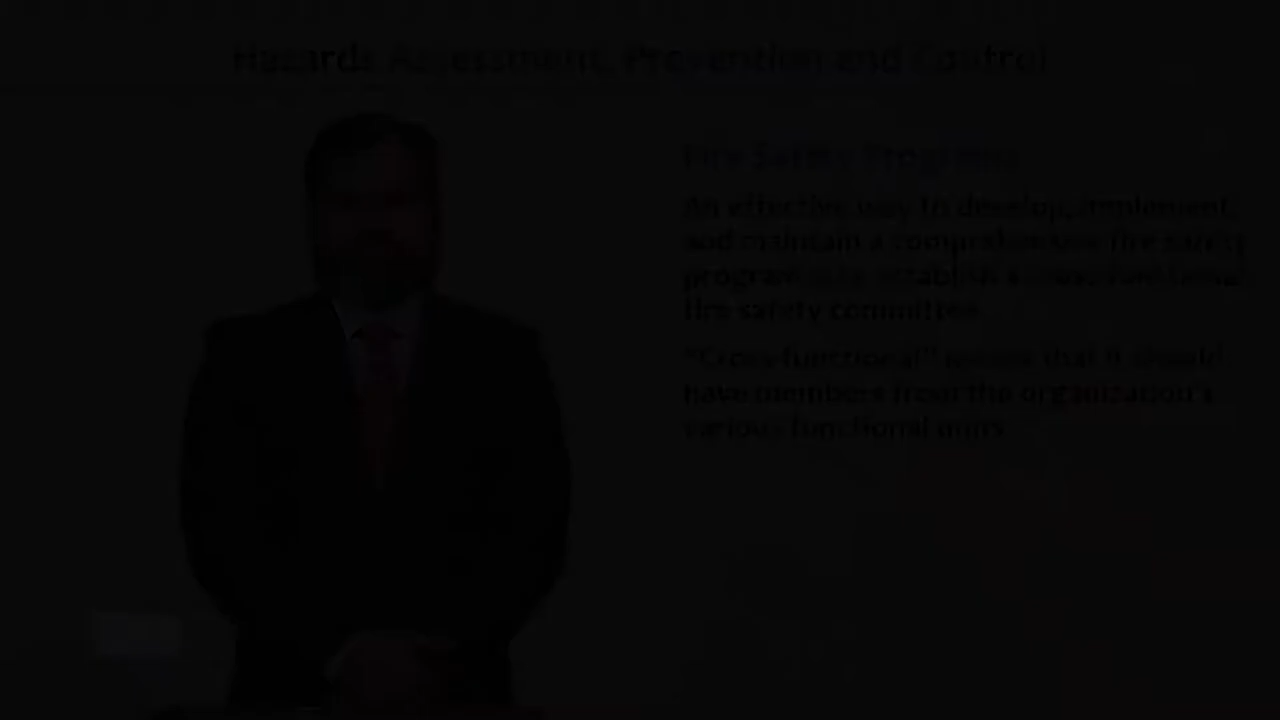 Hazards Assessment, Prevention and Control
Fire Safety Programs
An effective way to develop, implement,
and maintain a comprehensive fire safety
program is to establish a cross-functional
fire safety committee.
"Cross-functional" means that it should
have members from the organization's
various functional units.